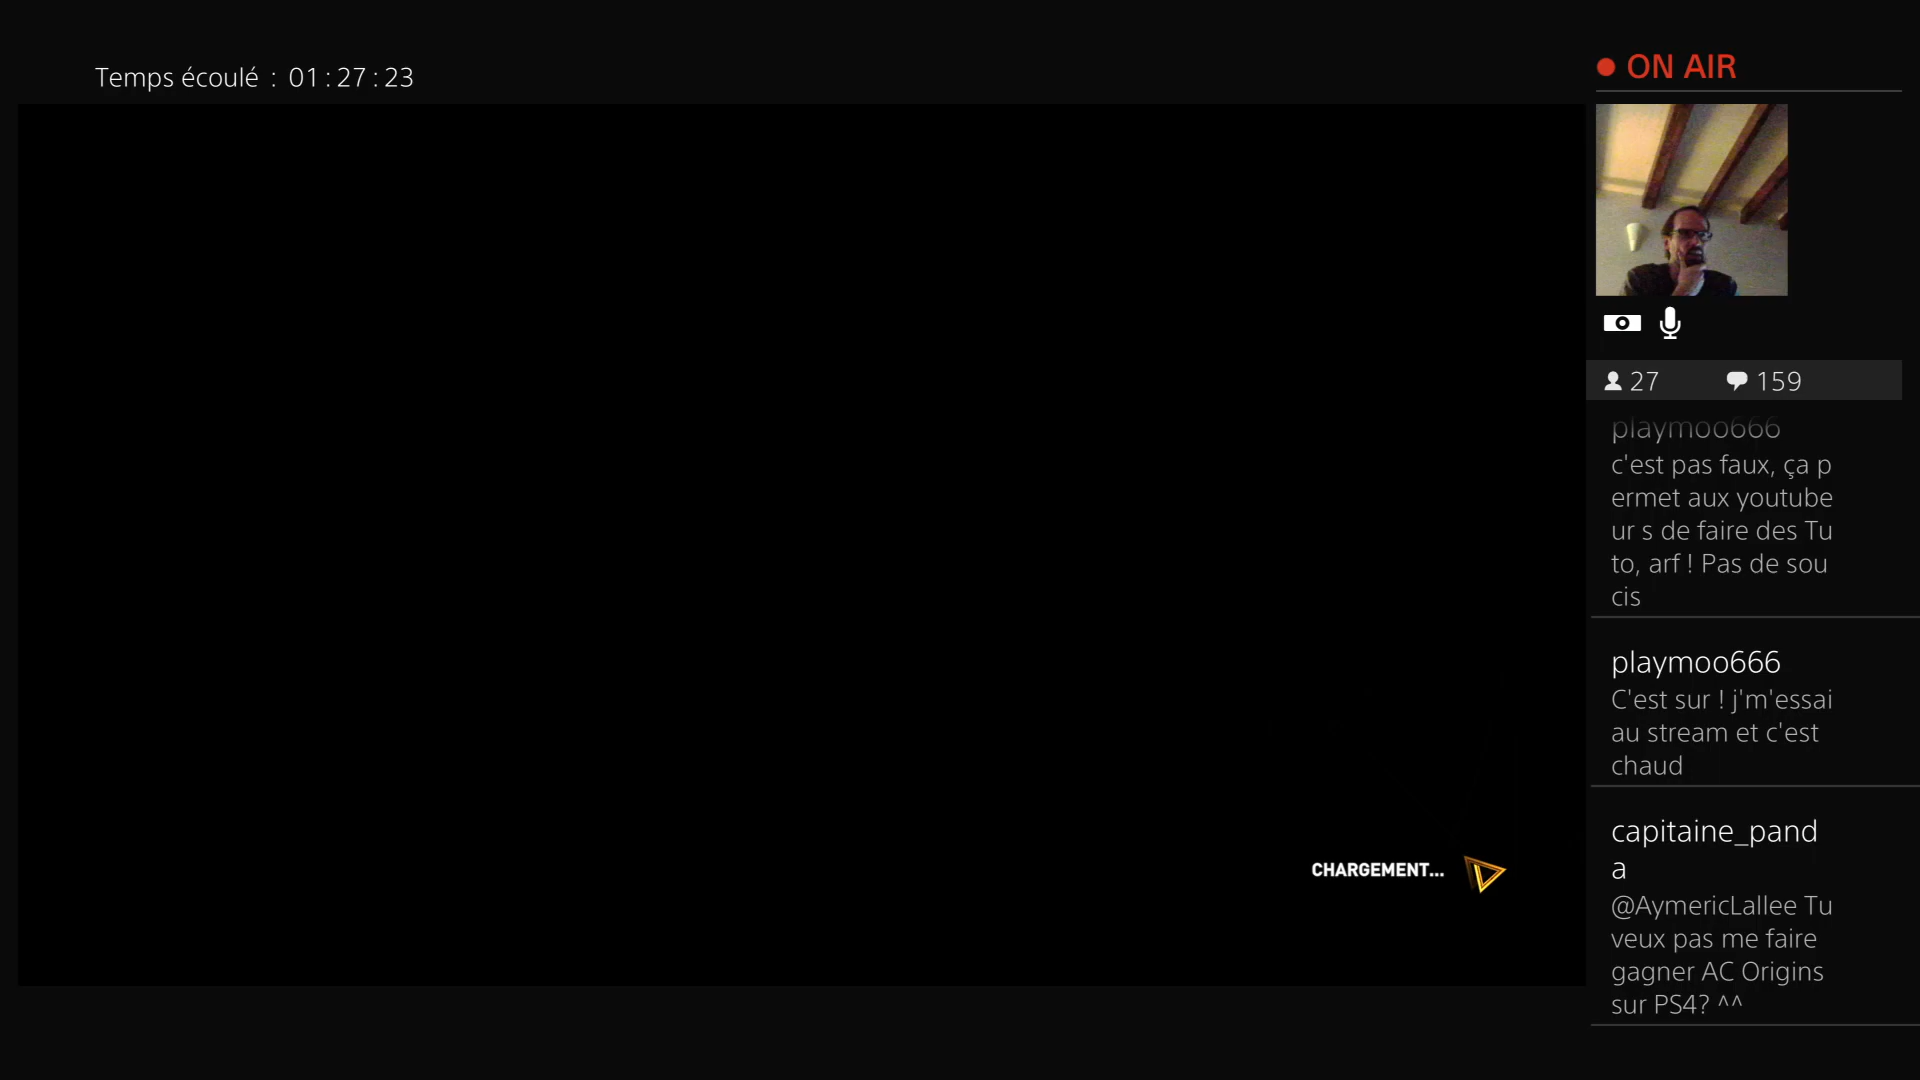 Temps écoulé : 01:27:23
ON AIR
27 159
playmoo666
c'est pas faux, ça p
ermet aux youtube
ur s de faire des Tu
to, arf ! Pas de sou
cis
playmoo666
C'est sur ! j'm'essai
au stream et c'est
chaud
capitaine_pand
a
@AymericLallee Tu
veux pas me faire
gagner AC Origins
sur PS4? ^^
CHARGEMENT...